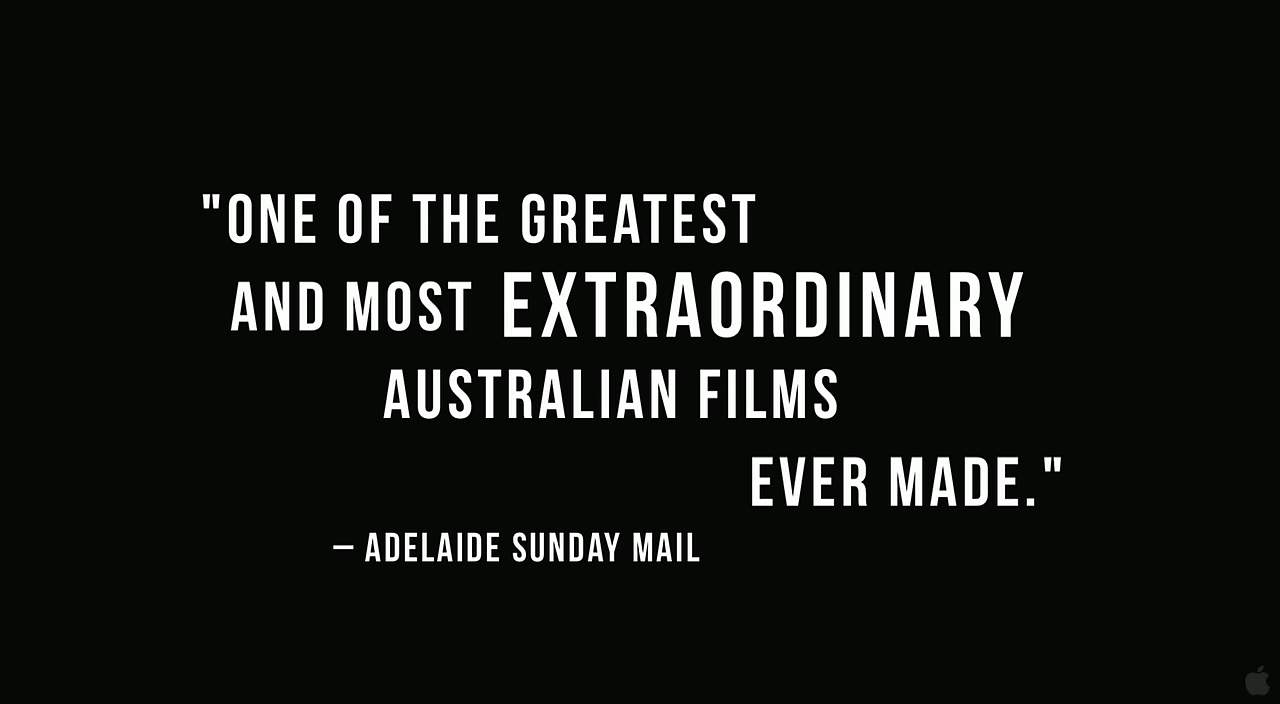 "ONE OF THE GREATEST
AND MOST EXTRAORDINARY
AUSTRALIAN FILMS
EVER MADE."
– ADELAIDE SUNDAY MAIL